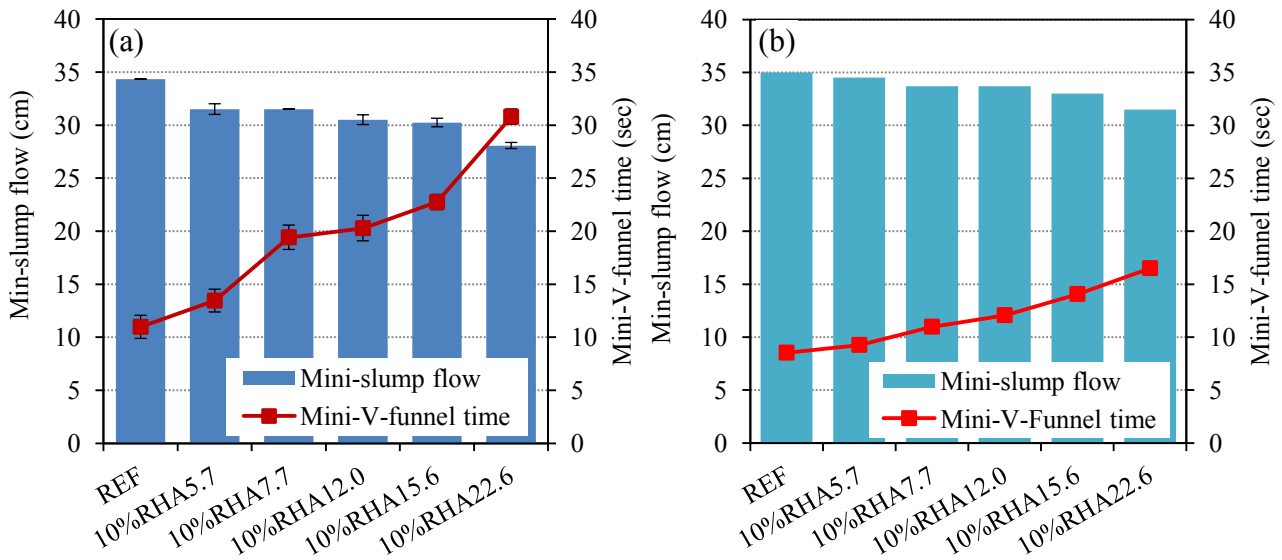 (a)
40
35
30
25
20
15
10
5
0
Min-slump flow (cm)
40
35
30
25
20
15
10
5
0
Mini-V-funnel time (sec)
Mini-slump flow
Mini-V-funnel time
REF
10%RHA5.7
10%RHA7.7
10%RHA12.0
10%RHA15.6
10%RHA22.6
(b)
40
35
30
25
20
15
10
5
0
Min-slump flow (cm)
40
35
30
25
20
15
10
5
0
Mini-V-funnel time (sec)
Mini-slump flow
Mini-V-Funnel time
REF
10%RHA5.7
10%RHA7.7
10%RHA12.0
10%RHA15.6
10%RHA22.6